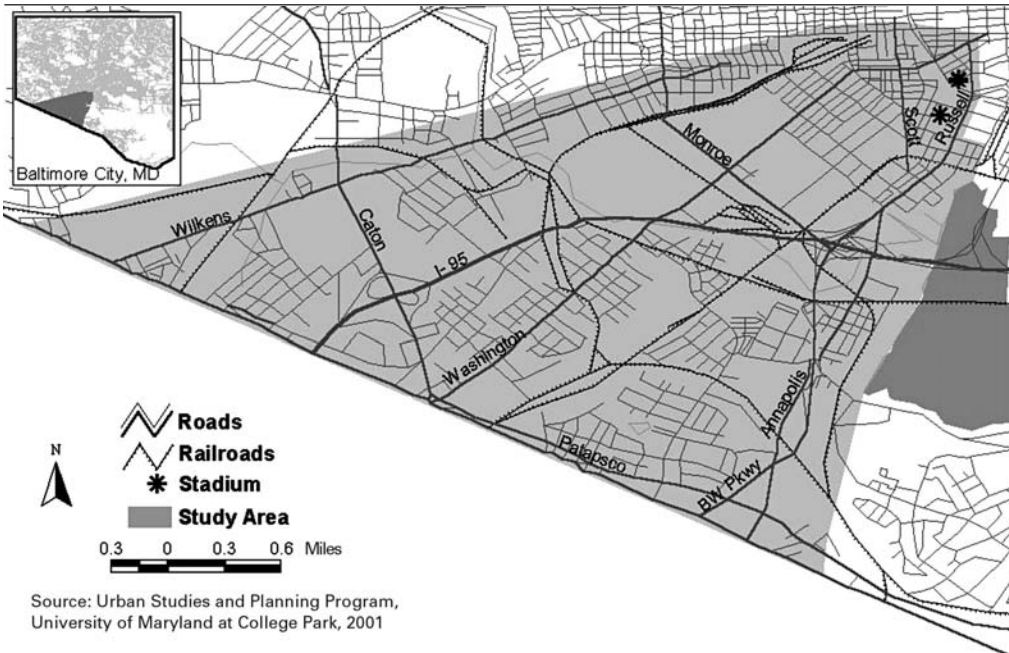 Baltimore City, MD
Wilkens
Caton
I-95
Washington
Monroe
Scott
Russell
Annapolis
Patapsco
BW Pkwy
Roads
Railroads
Stadium
Study Area
N
0.3 0 0.3 0.6 Miles
Source: Urban Studies and Planning Program,
University of Maryland at College Park, 2001